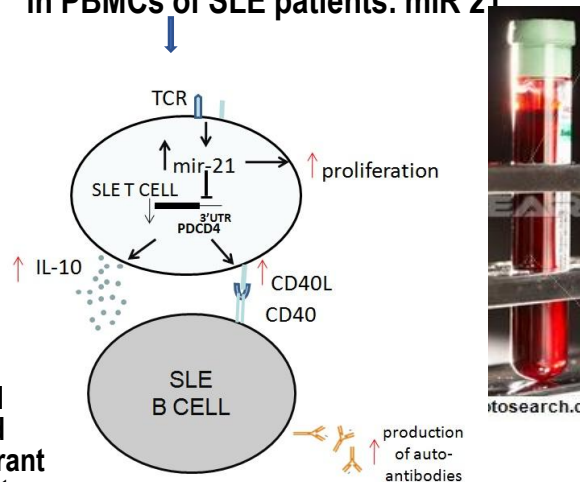 in PBMCs of SLE patients: miR 21
TCR
mir-21
proliferation
SLE T CELL
3'UTR
PDCD4
IL-10
CD40L
CD40
SLE
B CELL
rant
production
of auto-
antibodies
tosearch.c